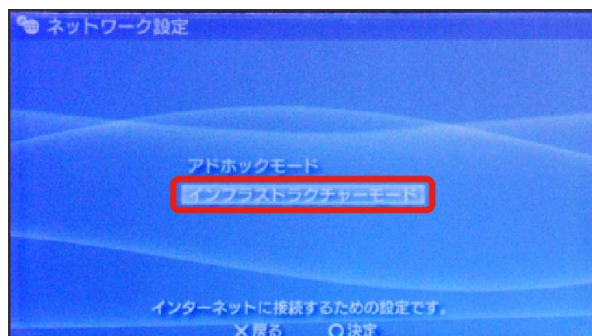 ネットワーク設定
アドホックモード
インフラストラクチャーモード
インターネットに接続するための設定です。
✕戻る ○決定